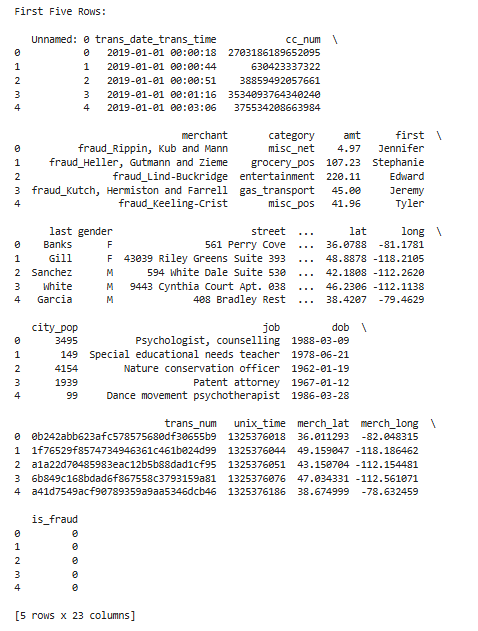 First Five Rows:
Unnamed: 0 trans_date_trans_time cc_num \
0 0 2019-01-01 00:00:18 2703186189652095
1 1 2019-01-01 00:00:44 630423337322
2 2 2019-01-01 00:00:51 38859492057661
3 3 2019-01-01 00:01:16 3534093764340240
4 4 2019-01-01 00:03:06 375534208663984
merchant category amt first \
0 fraud_Rippin, Kub and Mann misc_net 4.97 Jennifer
1 fraud_Heller, Gutmann and Zieme grocery_pos 107.23 Stephanie
2 fraud_Lind-Buckridge entertainment 220.11 Edward
3 fraud_Kutch, Hermiston and Farrell gas_transport 45.00 Jeremy
4 fraud_Keeling-Crist misc_pos 41.96 Tyler
last gender street ... lat long \
0 Banks F 561 Perry Cove ... 36.0788 -81.1781
1 Gill F 43039 Riley Greens Suite 393 ... 48.8878 -118.2105
2 Sanchez M 594 White Dale Suite 530 ... 42.1808 -112.2620
3 White M 9443 Cynthia Court Apt. 038 ... 46.2306 -112.1138
4 Garcia M 408 Bradley Rest ... 38.4207 -79.4629
city_pop job dob \
0 3495 Psychologist, counselling 1988-03-09
1 149 Special educational needs teacher 1978-06-21
2 4154 Nature conservation officer 1962-01-19
3 1939 Patent attorney 1967-01-12
4 99 Dance movement psychotherapist 1986-03-28
trans_num unix_time merch_lat merch_long \
0 0b242abb623afc578575680df30655b9 1325376018 36.011293 -82.048315
1 1f76529f8574734946361c461b024d99 1325376044 49.159047 -118.186462
2 a1a22d70485983eac12b5b88dad1cf95 1325376051 43.150704 -112.154481
3 6b849c168bdad6f867558c3793159a81 1325376076 47.034331 -112.561071
4 a41d7549acf90789359a9aa5346dcb46 1325376186 38.674999 -78.632459
is_fraud
0 0
1 0
2 0
3 0
4 0
[5 rows x 23 columns]